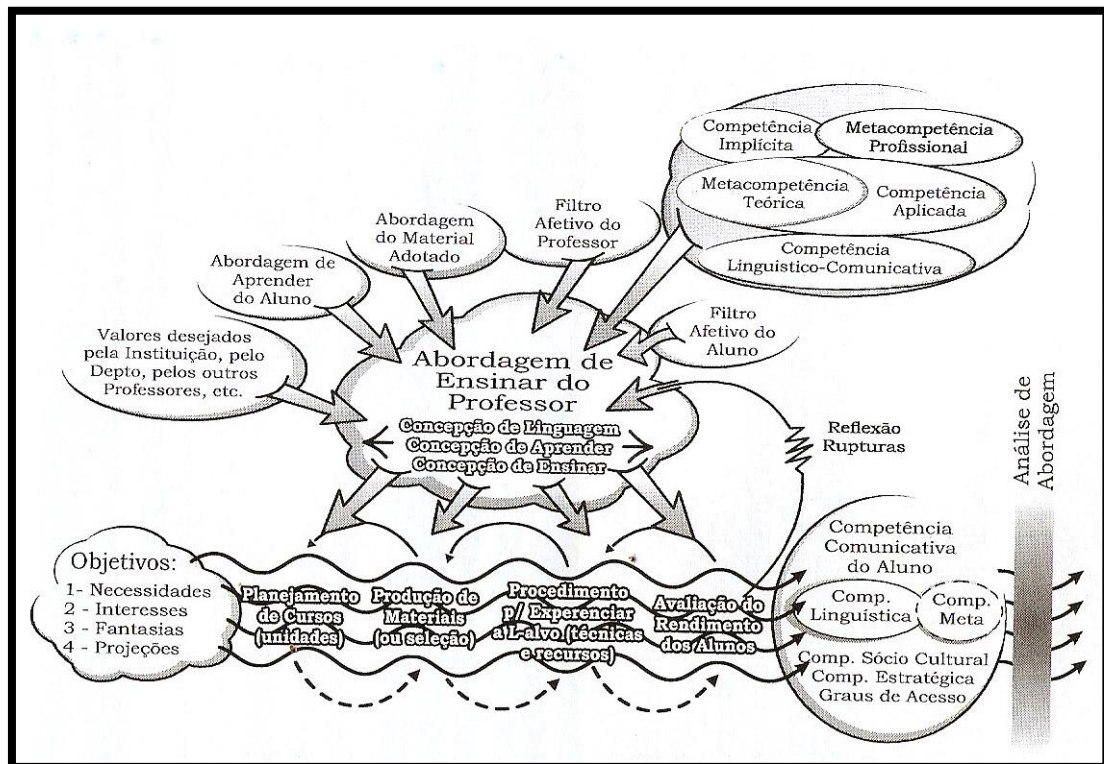 Competência
Implícita
Metacompetência
Profissional
Metacompetência
Teórica
Competência
Aplicada
Competência
Linguistico-Comunicativa
Filtro
Afetivo do
Professor
Abordagem
do Material
Adotado
Abordagem de
Aprender
do Aluno
Valores desejados
pela Instituição, pelo
Depto, pelos outros
Professores, etc.
Filtro
Afetivo do
Aluno
Abordagem de
Ensinar do
Professor
Concepção de Linguagem
Concepção de Aprender
Concepção de Ensinar
Reflexão
Rupturas
Análise de
Abordagem
Objetivos:
1- Necessidades
2 - Interesses
3 - Fantasias
4 - Projeções
Planejamento
de Cursos
(unidades)
Produção de
Materiais
(ou seleção)
Procedimento
p/ Experenciar
a L-alvo (técnicas
e recursos)
Avaliação do
Rendimento
dos Alunos
Competência
Comunicativa
do Aluno
Comp.
Linguística
Comp.
Meta
Comp. Sócio Cultural
Comp. Estratégica
Graus de Acesso